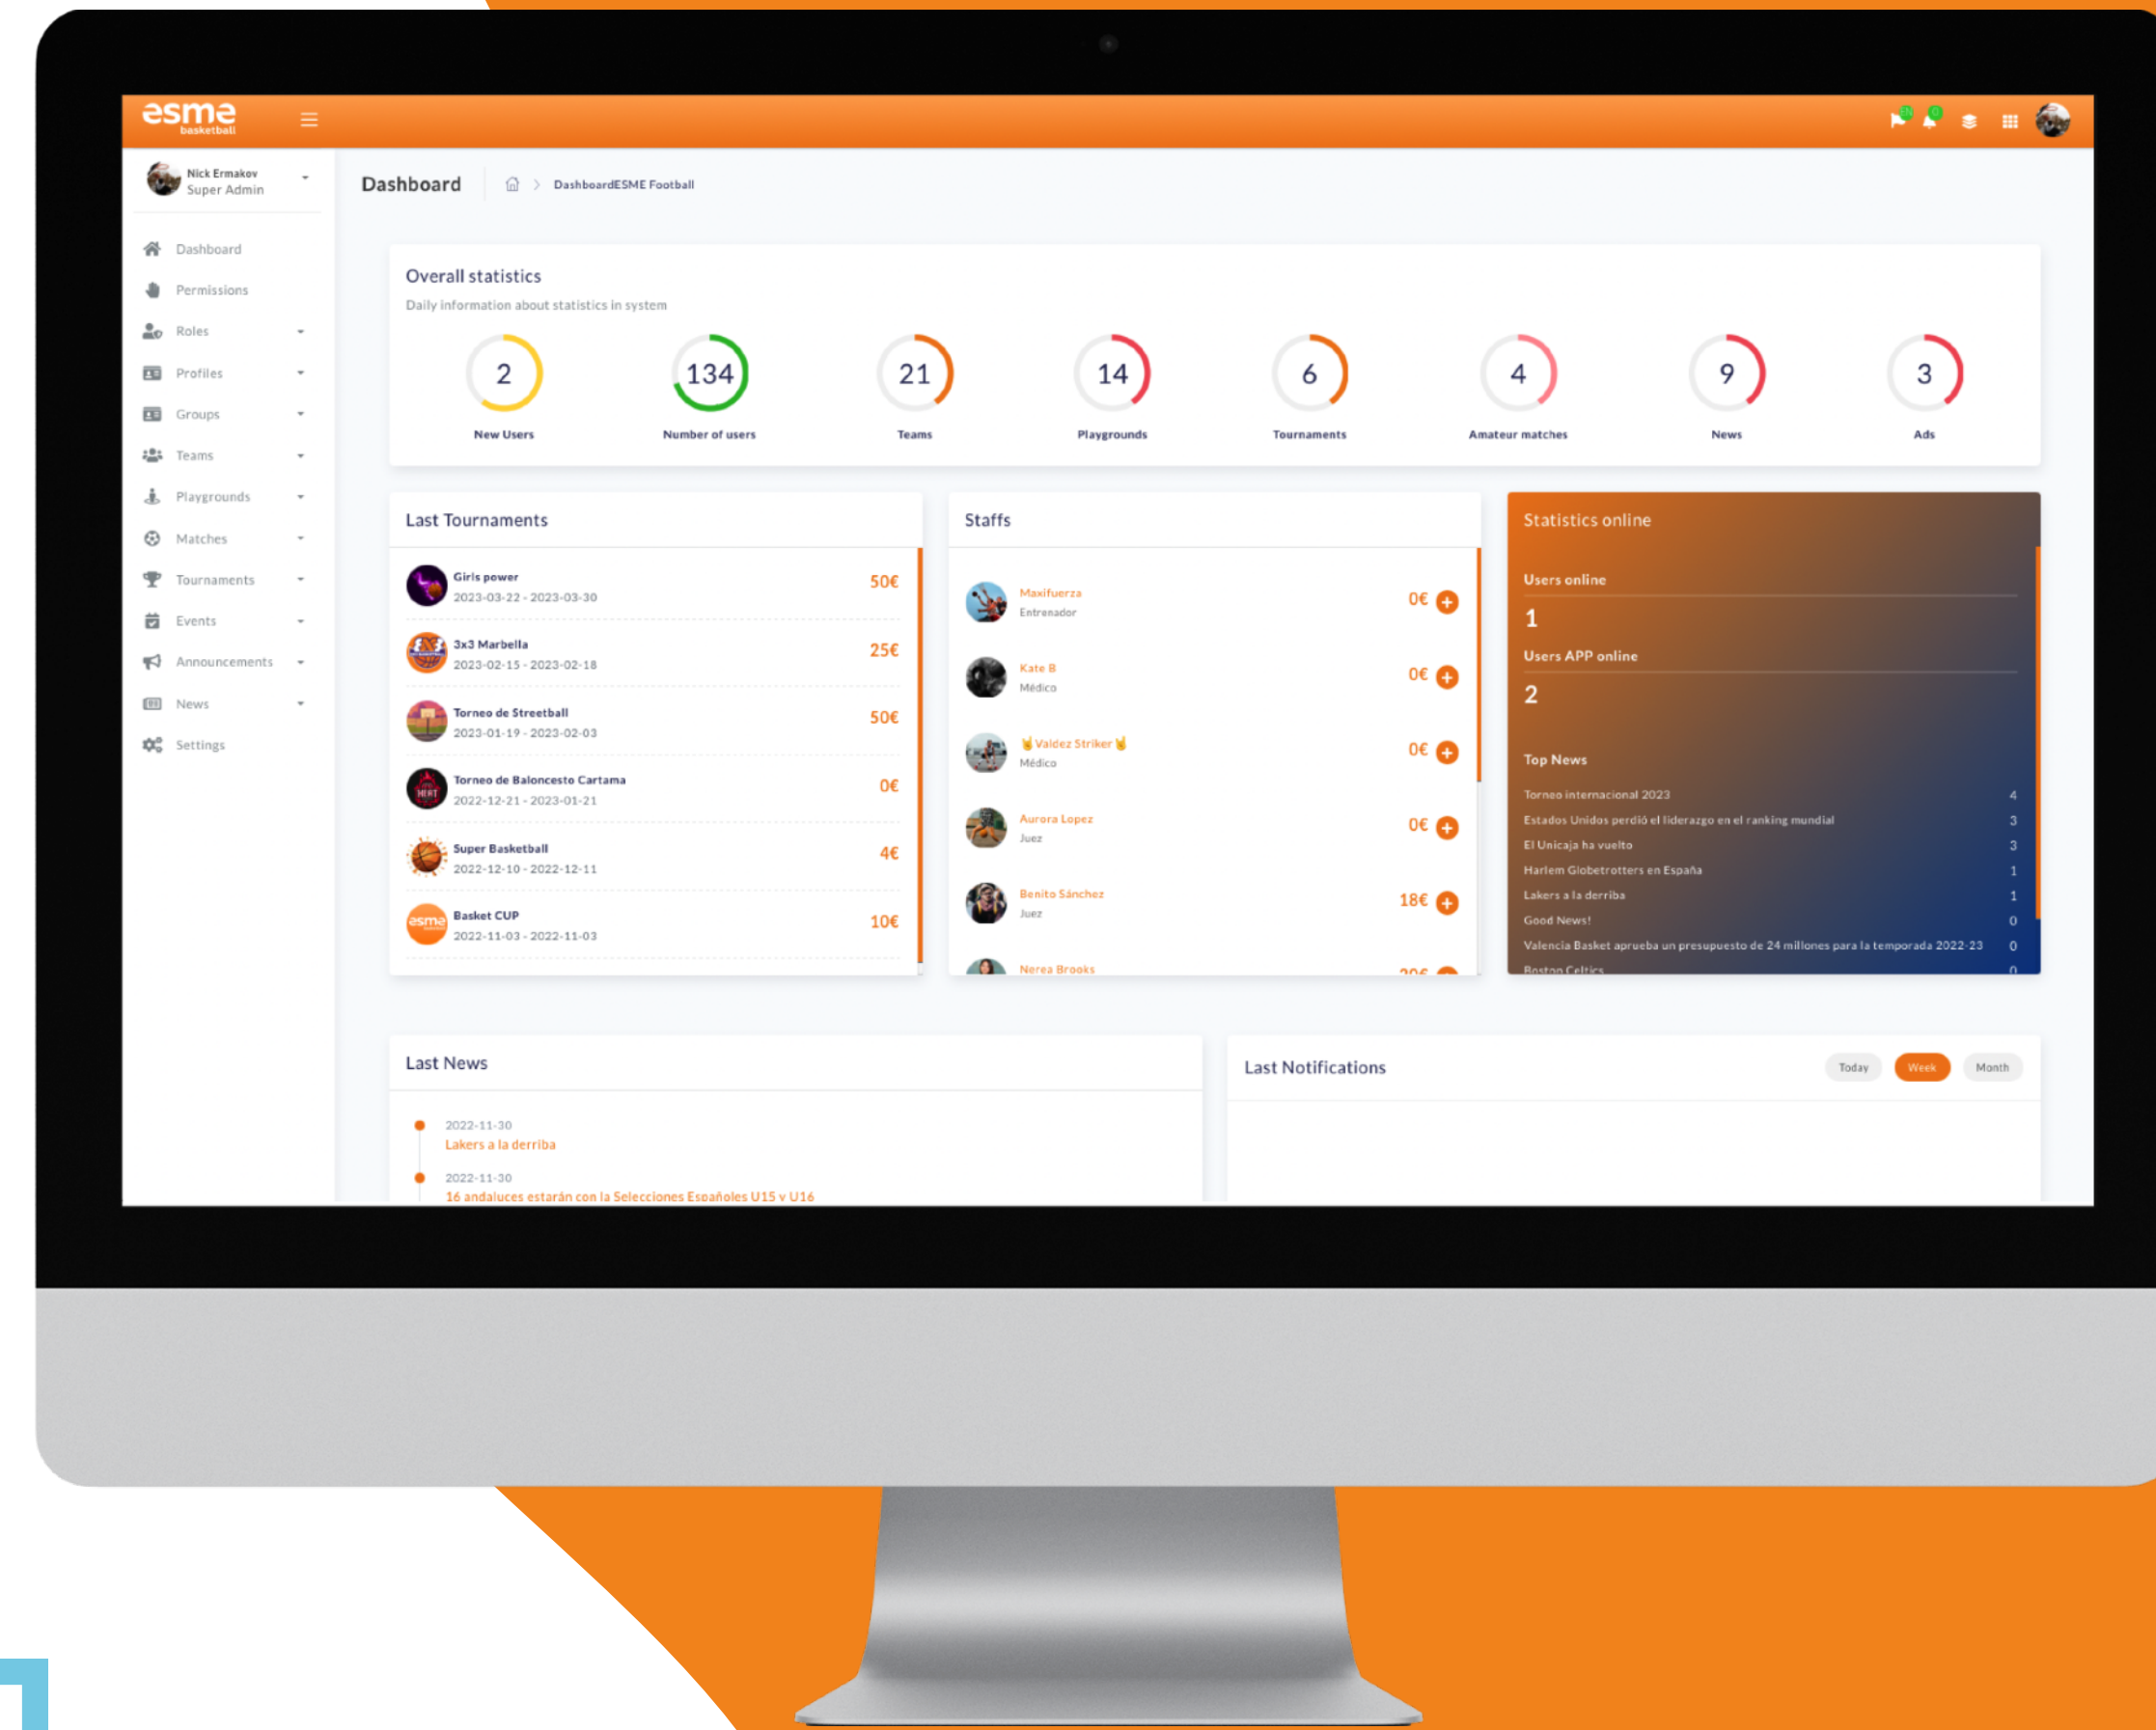 esme
basketball
Nick Ermakov
Super Admin
Dashboard
Permissions
Roles
Profiles
Groups
Teams
Playgrounds
Matches
Tournaments
Events
Announcements
News
Settings
Dashboard
> DashboardESME Football
Overall statistics
Daily information about statistics in system
2
134
21
14
6
4
9
3
New Users
Number of users
Teams
Playgrounds
Tournaments
Amateur matches
News
Ads
Last Tournaments
Girls power
50€
2023-03-22 - 2023-03-30
3x3 Marbella
25€
2023-02-15 - 2023-02-18
Torneo de Streetball
50€
2023-01-19 - 2023-02-03
Torneo de Baloncesto Cartama
0€
2022-12-21 - 2023-01-21
HEAT
Super Basketball
4€
2022-12-10 - 2022-12-11
Basket CUP
10€
2022-11-03 - 2022-11-03
esme
Staffs
Maxifuerza
0€
Entrenador
Kate B
0€
Médico
🤘Valdez Striker🤘
0€
Médico
Aurora Lopez
0€
Juez
Benito Sánchez
18€
Juez
Nerea Brooks
Statistics online
Users online
1
Users APP online
2
Top News
Torneo internacional 2023 4
Estados Unidos perdió el liderazgo en el ranking mundial 3
El Unicaja ha vuelto 3
Harlem Globetrotters en España 1
Lakers a la derriba 1
Good News! 0
Valencia Basket aprueba un presupuesto de 24 millones para la temporada 2022-23 0
Boston Celtics 0
Last News
2022-11-30
Lakers a la derriba
2022-11-30
16 andaluces estarán con la Selecciones Españoles U15 y U16
Last Notifications
Today
Week
Month